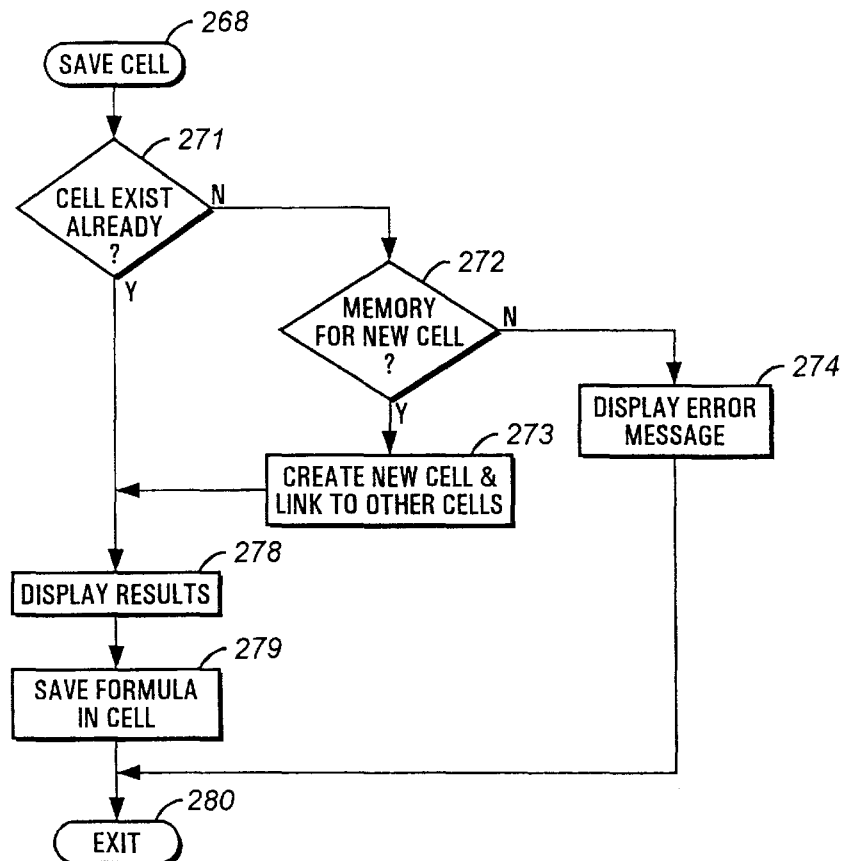 268
SAVE CELL
271
CELL EXIST
ALREADY
?
N
Y
272
MEMORY
FOR NEW CELL
?
N
Y
274
DISPLAY ERROR
MESSAGE
273
CREATE NEW CELL &
LINK TO OTHER CELLS
278
DISPLAY RESULTS
279
SAVE FORMULA
IN CELL
280
EXIT